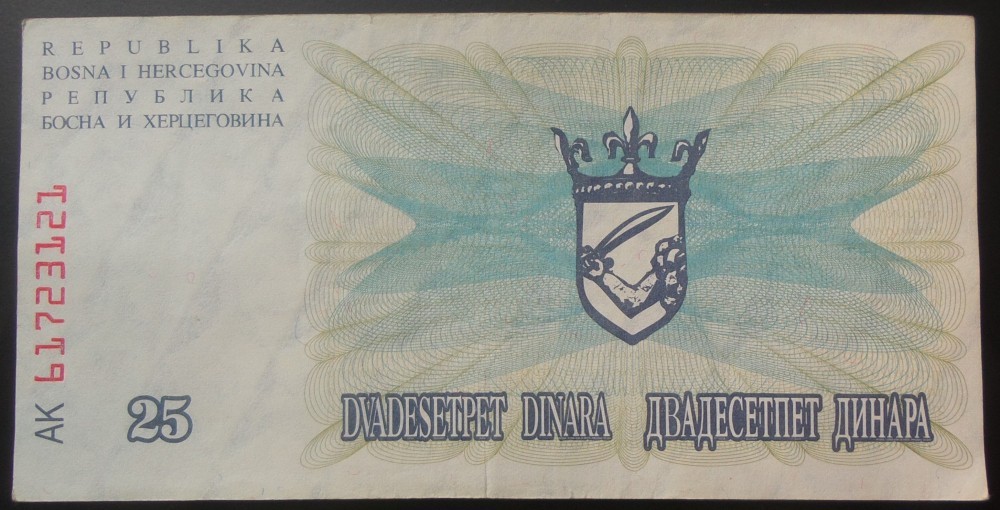 REPUBLIKA
BOSNA I HERCEGOVINA
РЕПУБЛИКА
БОСНА И ХЕРЦЕГОВИНА
AK 61723121
25
DVADESETPET DINARA ДВАДЕСЕТПЕТ ДИНАРА